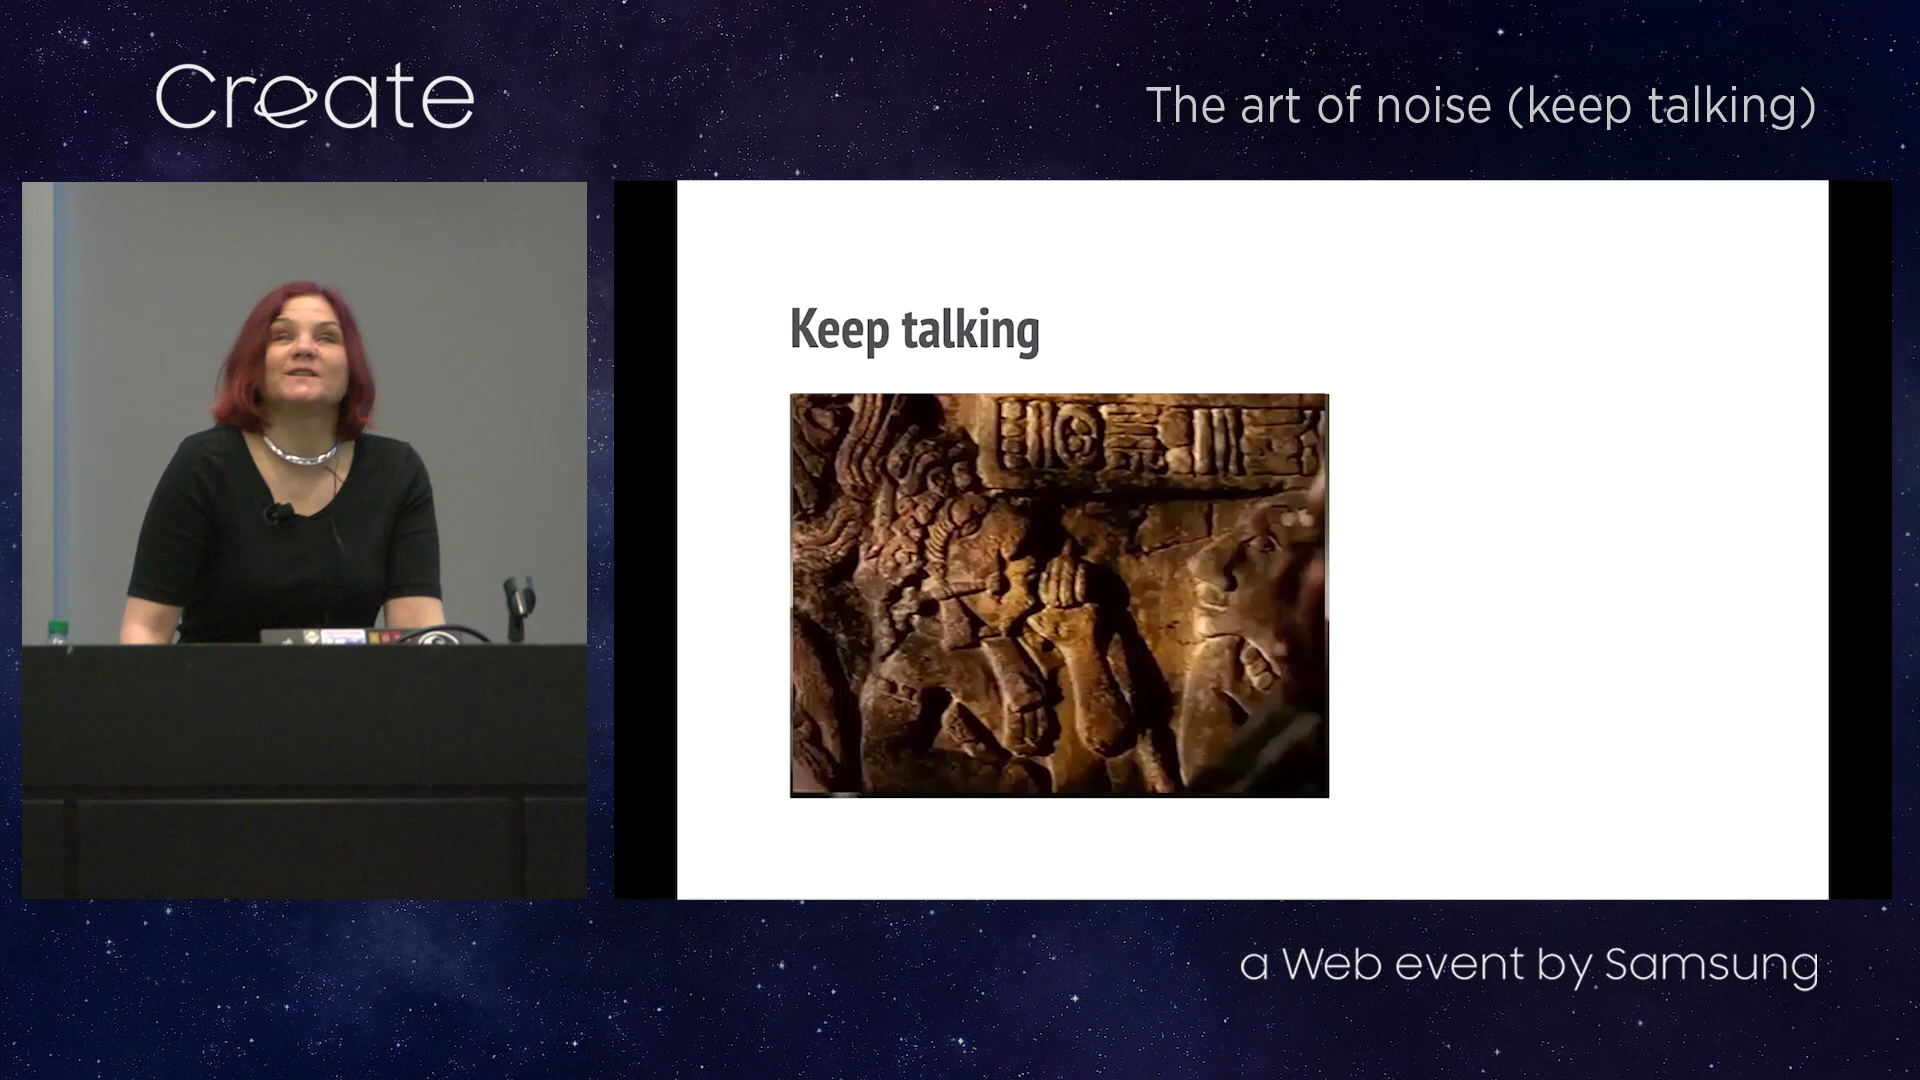 Create
The art of noise (keep talking)
Keep talking
a Web event by Samsung